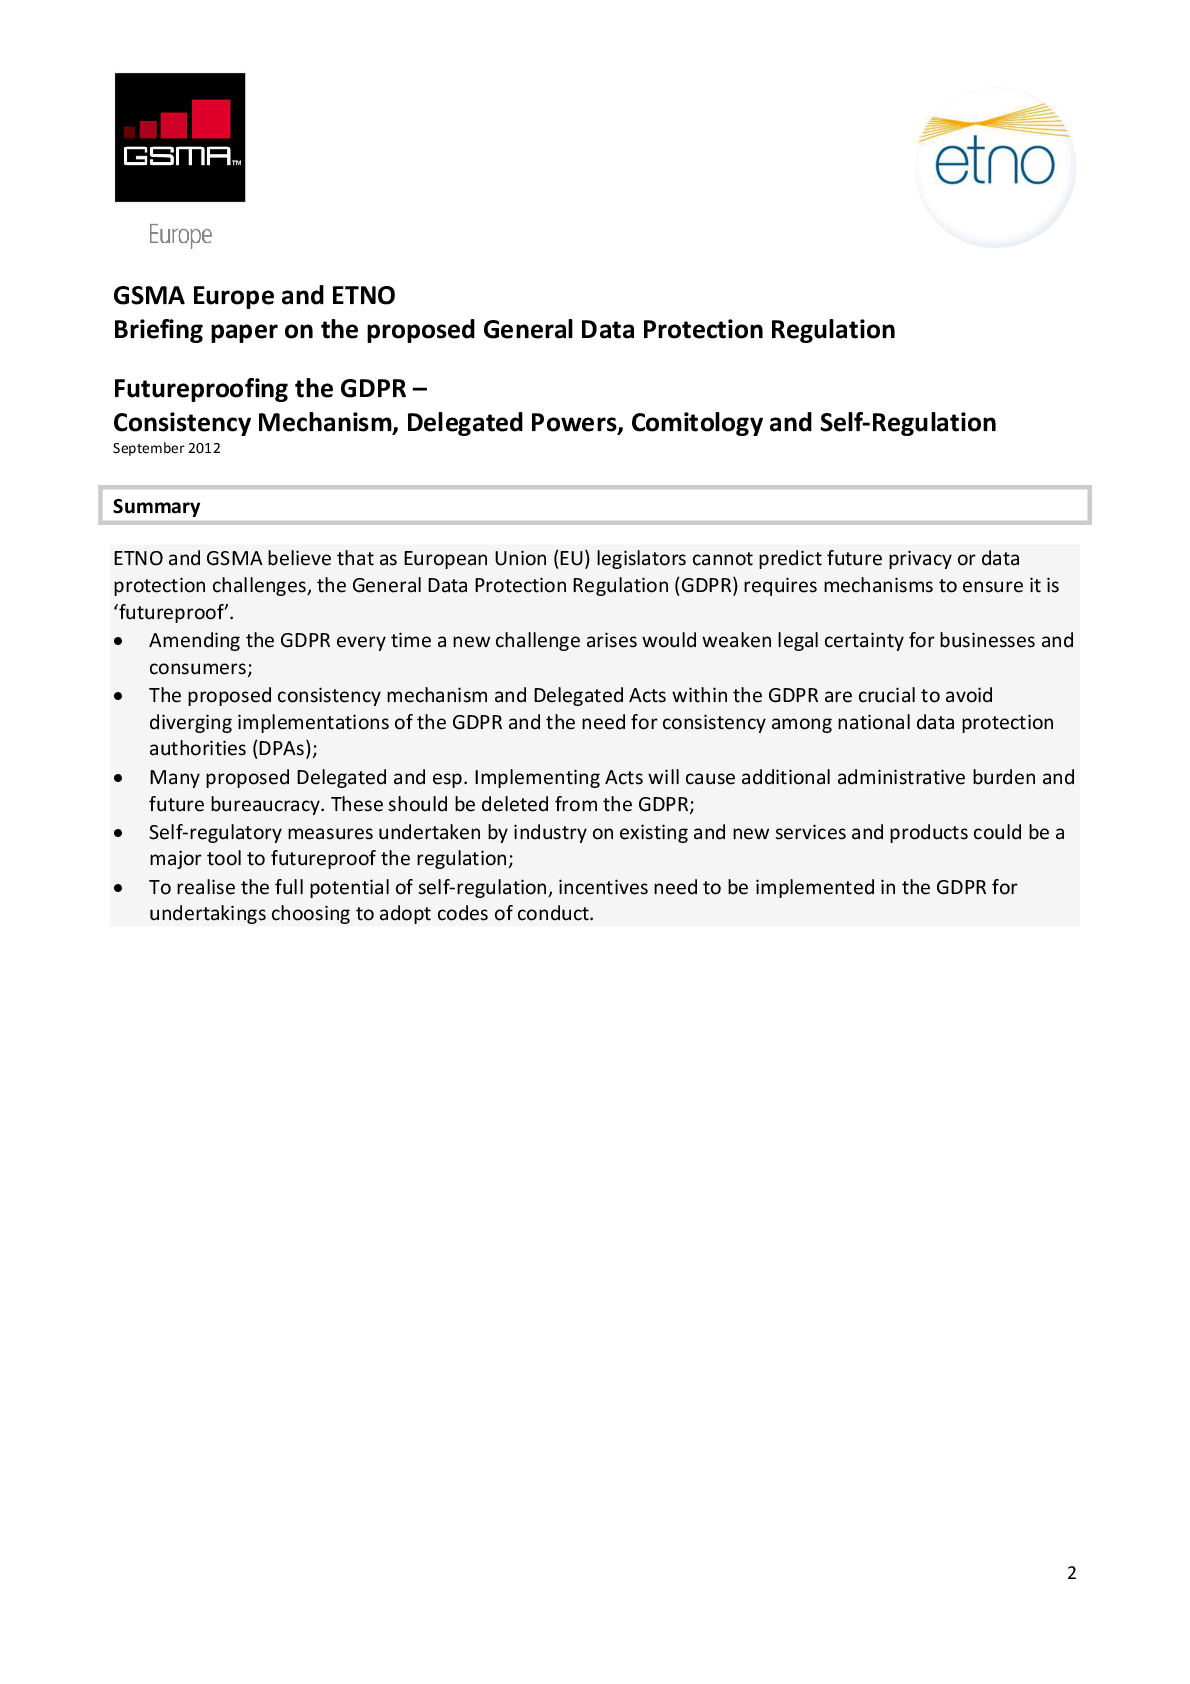 GSMA™
Europe
etno
GSMA Europe and ETNO
Briefing paper on the proposed General Data Protection Regulation
Futureproofing the GDPR –
Consistency Mechanism, Delegated Powers, Comitology and Self-Regulation
September 2012
Summary
ETNO and GSMA believe that as European Union (EU) legislators cannot predict future privacy or data
protection challenges, the General Data Protection Regulation (GDPR) requires mechanisms to ensure it is
‘futureproof’.
• Amending the GDPR every time a new challenge arises would weaken legal certainty for businesses and
consumers;
• The proposed consistency mechanism and Delegated Acts within the GDPR are crucial to avoid
diverging implementations of the GDPR and the need for consistency among national data protection
authorities (DPAs);
• Many proposed Delegated and esp. Implementing Acts will cause additional administrative burden and
future bureaucracy. These should be deleted from the GDPR;
• Self-regulatory measures undertaken by industry on existing and new services and products could be a
major tool to futureproof the regulation;
• To realise the full potential of self-regulation, incentives need to be implemented in the GDPR for
undertakings choosing to adopt codes of conduct.
2